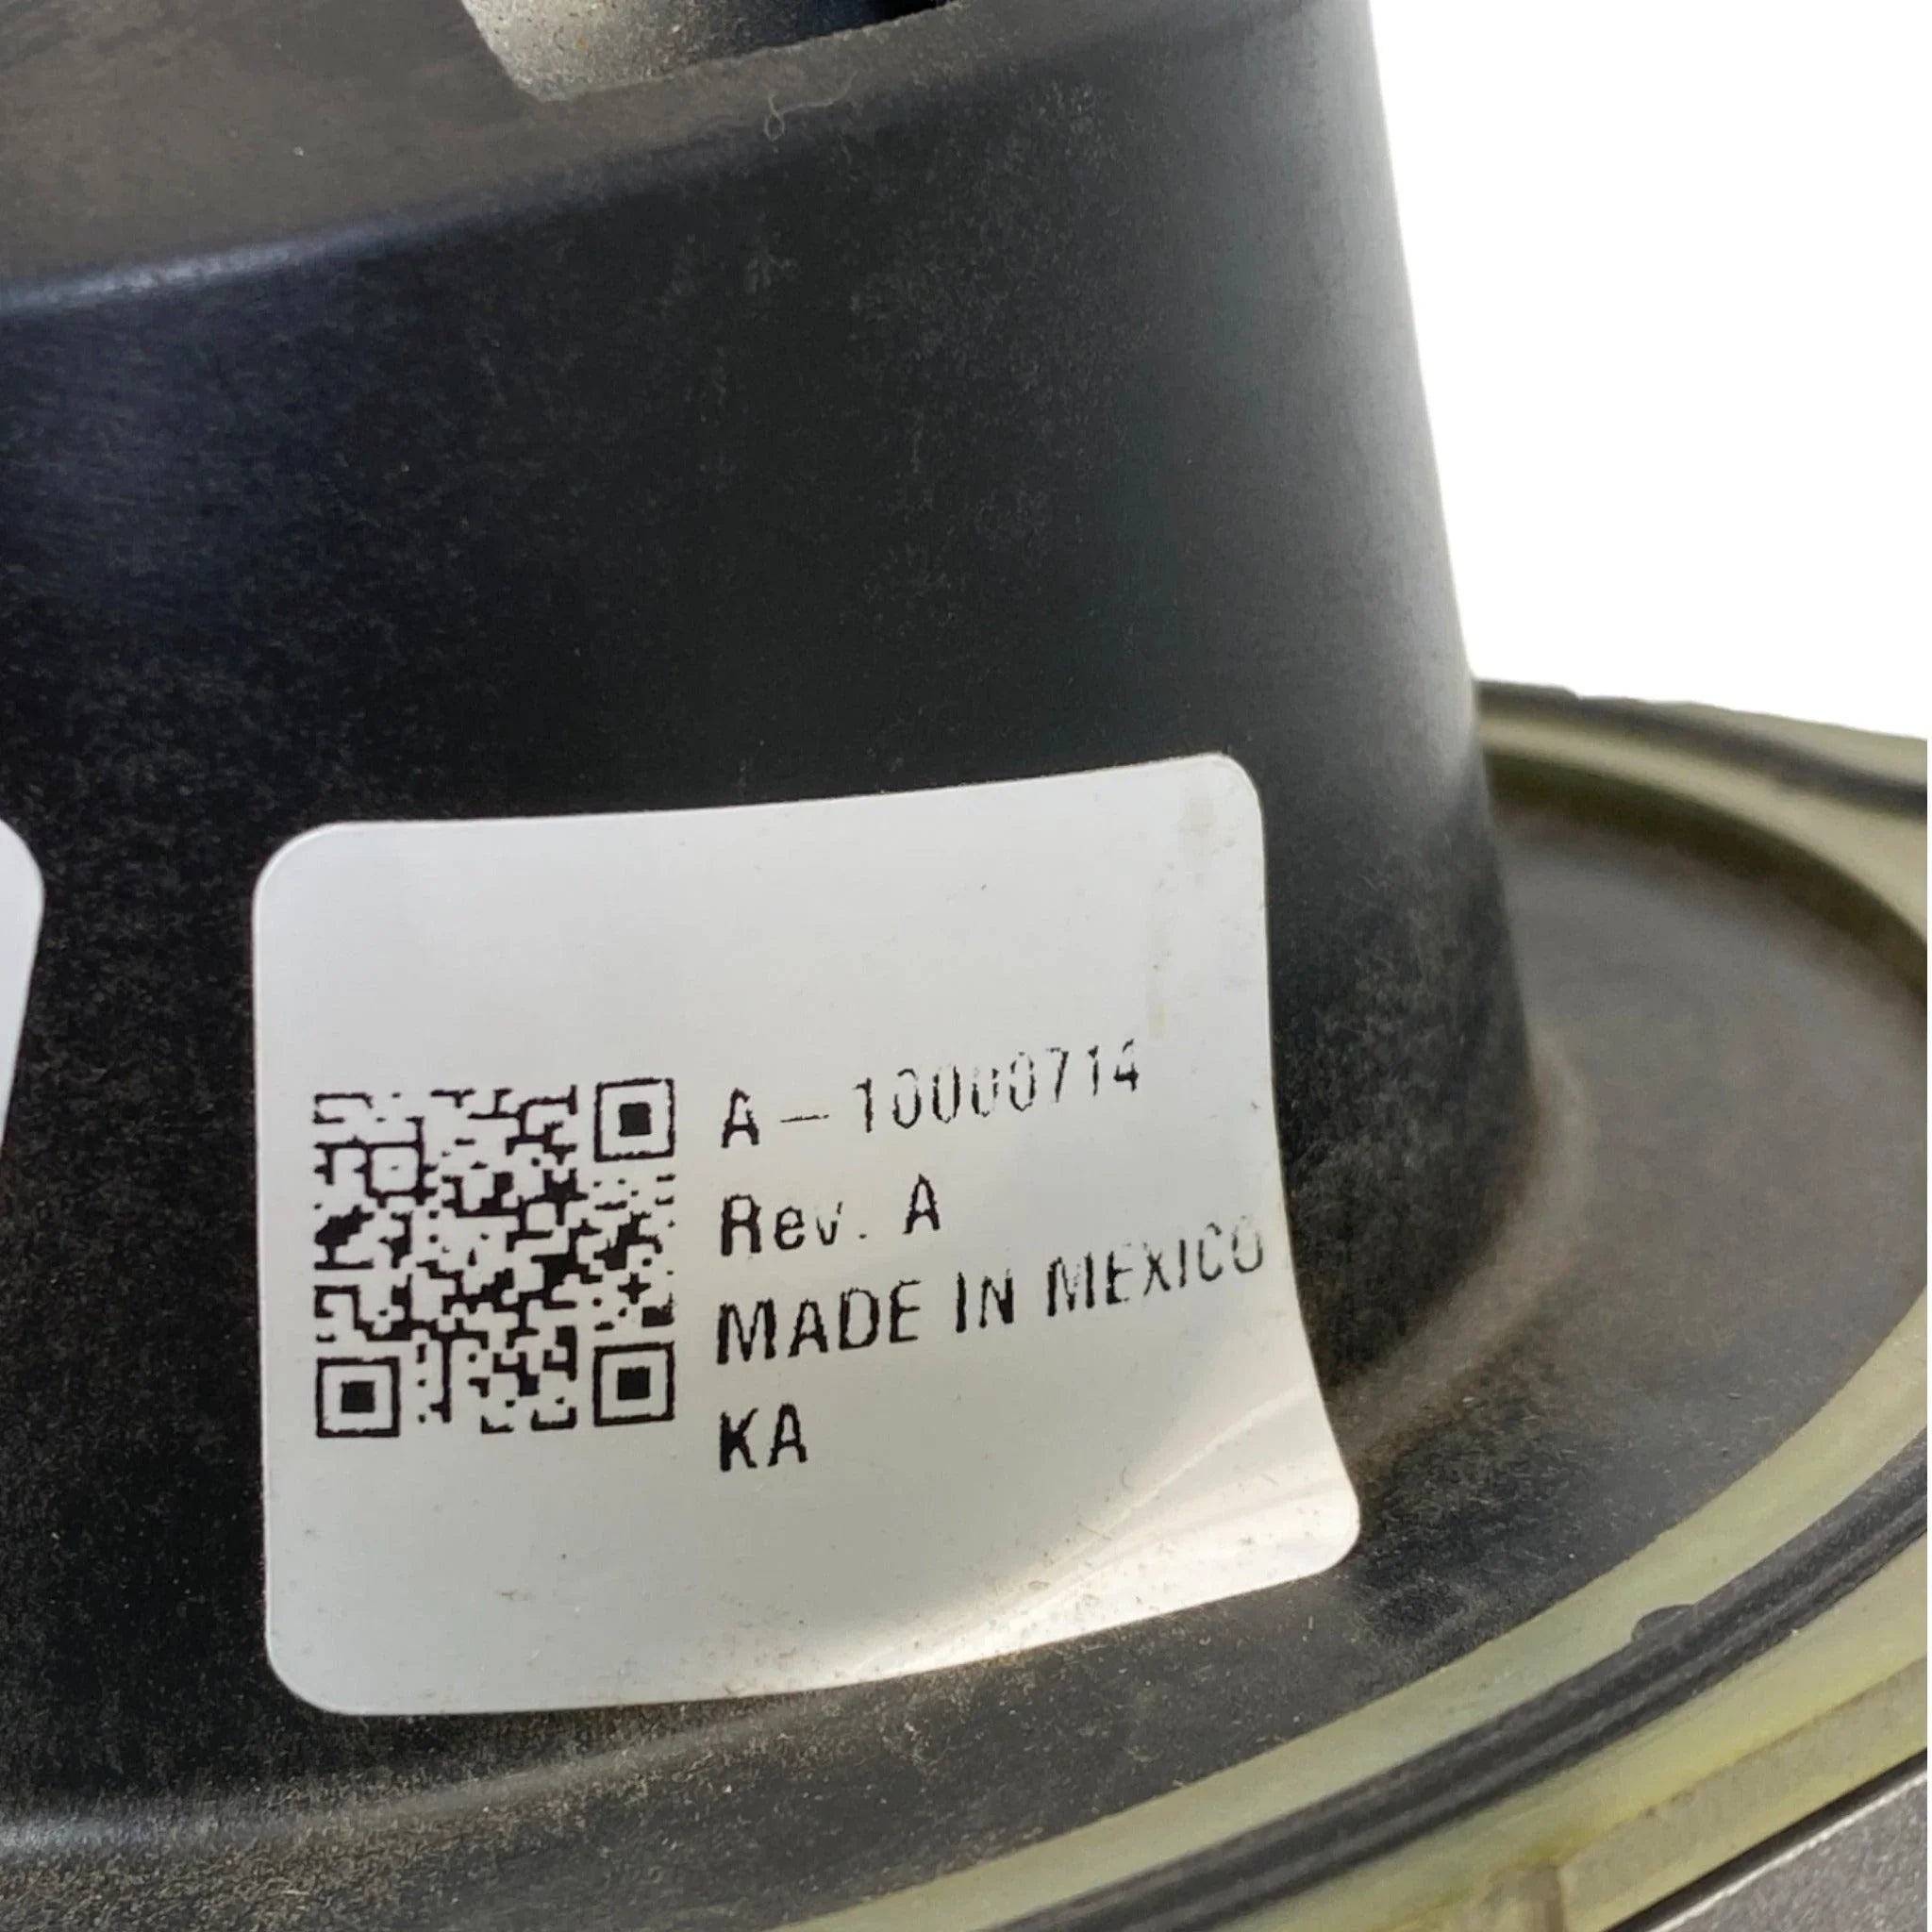 A-10000714
Rev. A
MADE IN MEXICO
KA